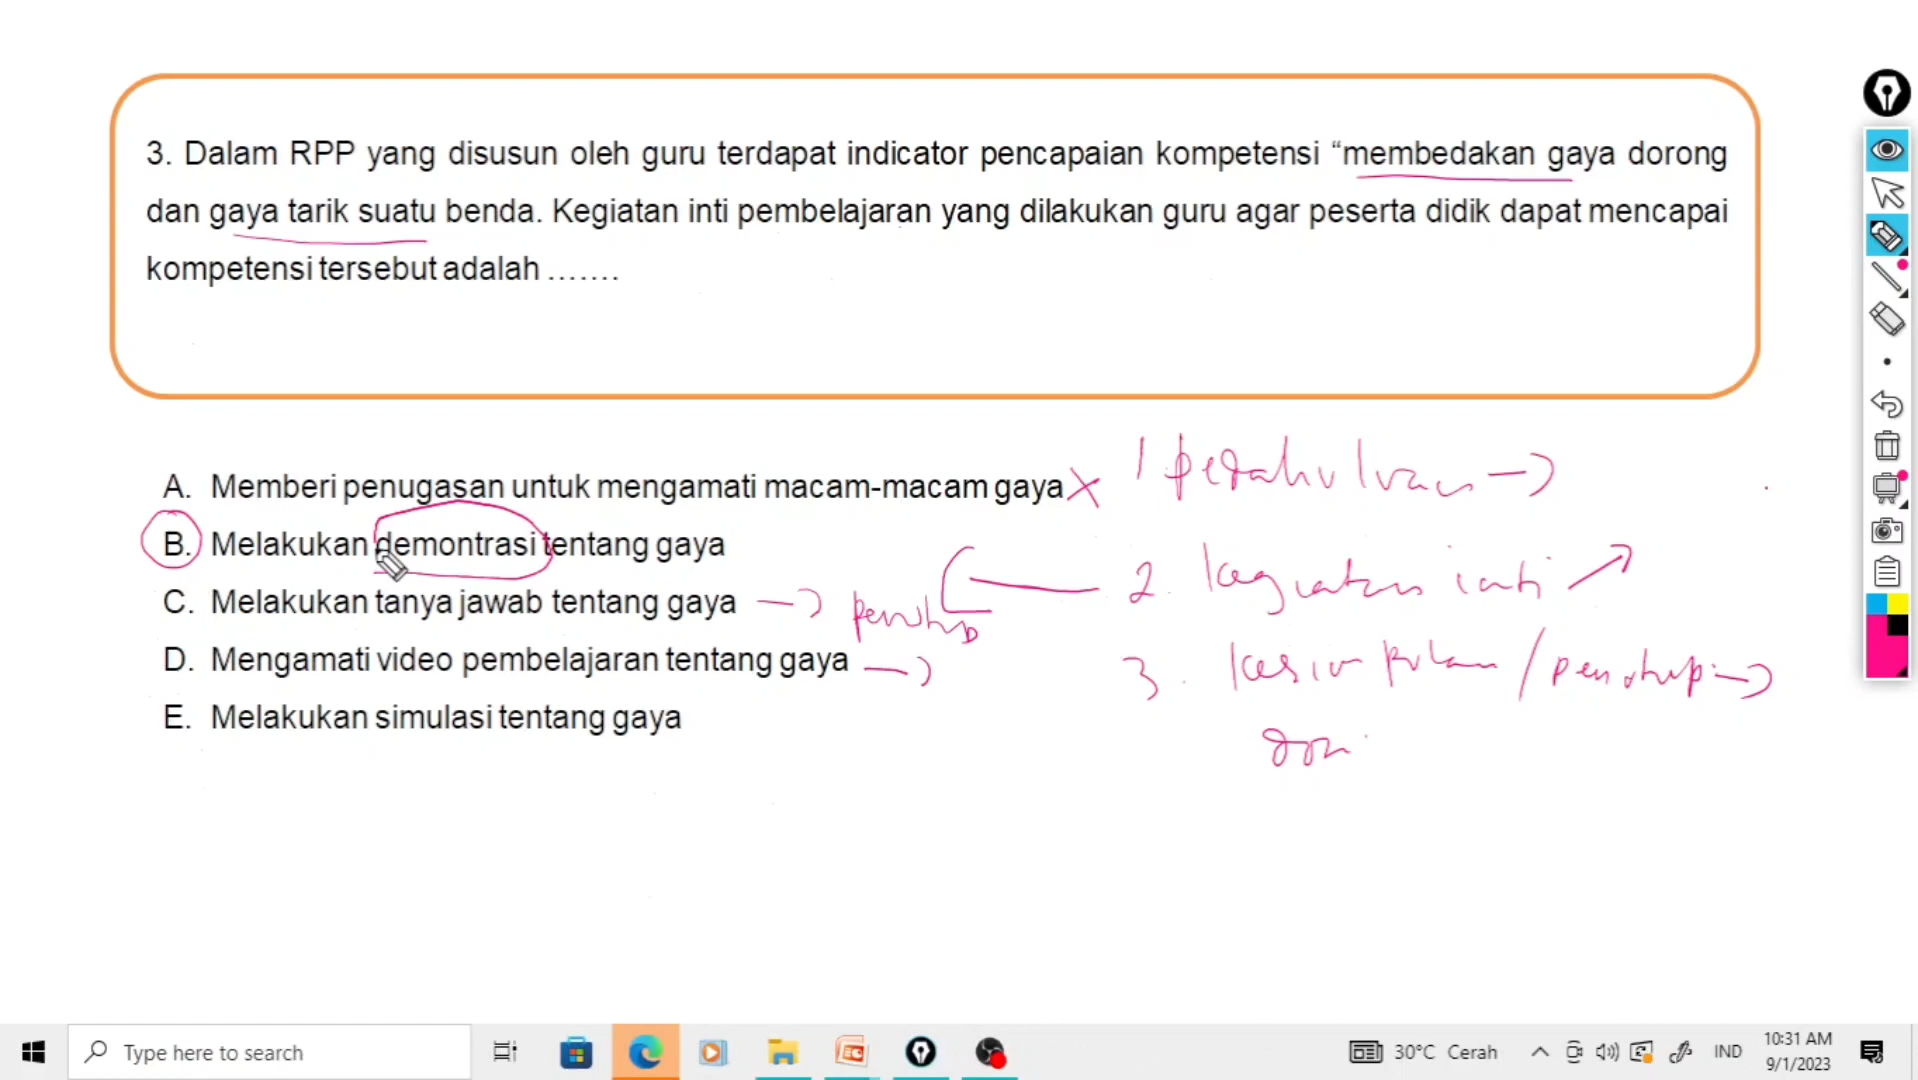 3. Dalam RPP yang disusun oleh guru terdapat indicator pencapaian kompetensi “membedakan gaya dorong
dan gaya tarik suatu benda. Kegiatan inti pembelajaran yang dilakukan guru agar peserta didik dapat mencapai
kompetensi tersebut adalah .......
A. Memberi penugasan untuk mengamati macam-macam gaya
B. Melakukan demontrasi tentang gaya
C. Melakukan tanya jawab tentang gaya
penutup
D. Mengamati video pembelajaran tentang gaya
E. Melakukan simulasi tentang gaya
1
2. kegiatan inti
3. / penutup
Type here to search
30°C Cerah
IND
10:31 AM
9/1/2023